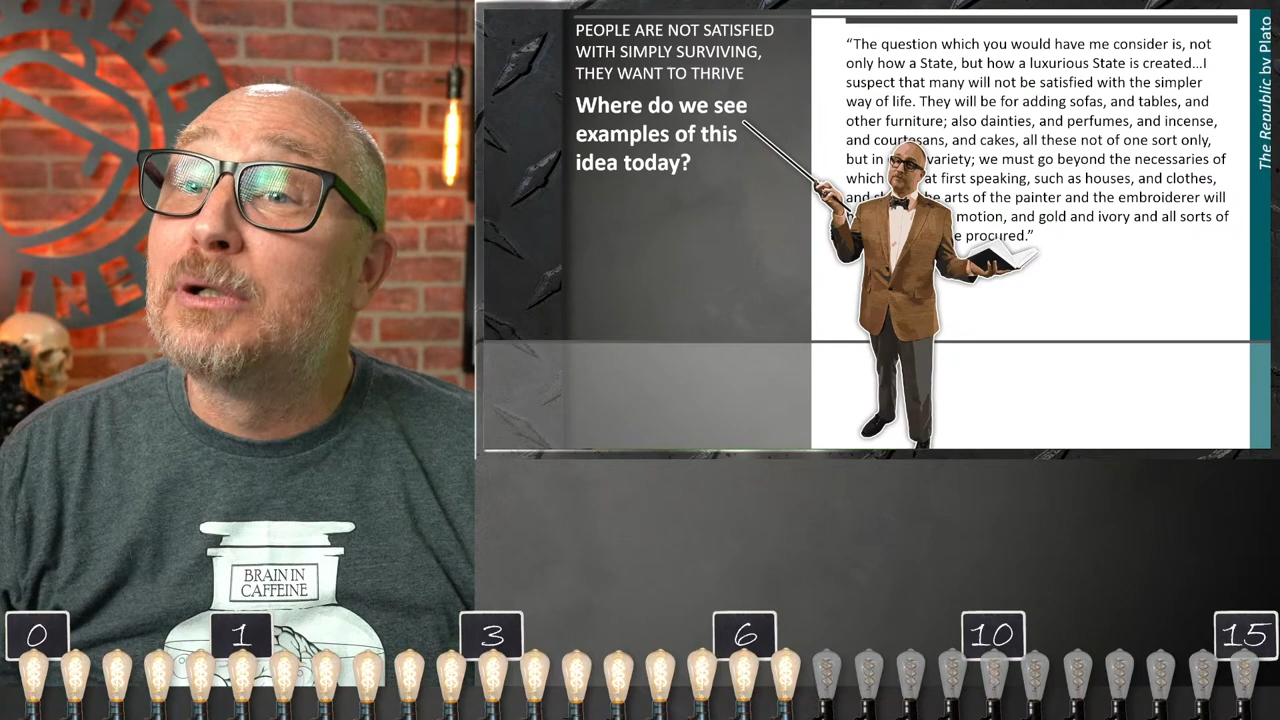 INE
PEOPLE ARE NOT SATISFIED
WITH SIMPLY SURVIVING,
THEY WANT TO THRIVE
Where do we see
examples of this
idea today?
“The question which you would have me consider is, not
only how a State, but how a luxurious State is created...I
suspect that many will not be satisfied with the simpler
way of life. They will be for adding sofas, and tables, and
other furniture; also dainties, and perfumes, and incense,
and courtesans, and cakes, all these not of one sort only,
but in variety; we must go beyond the necessaries of
which at first speaking, such as houses, and clothes,
and arts of the painter and the embroiderer will
motion, and gold and ivory and all sorts of
procured.”
The Republic by Plato
BRAIN IN
CAFFEINE
0 1 3 6 10 15